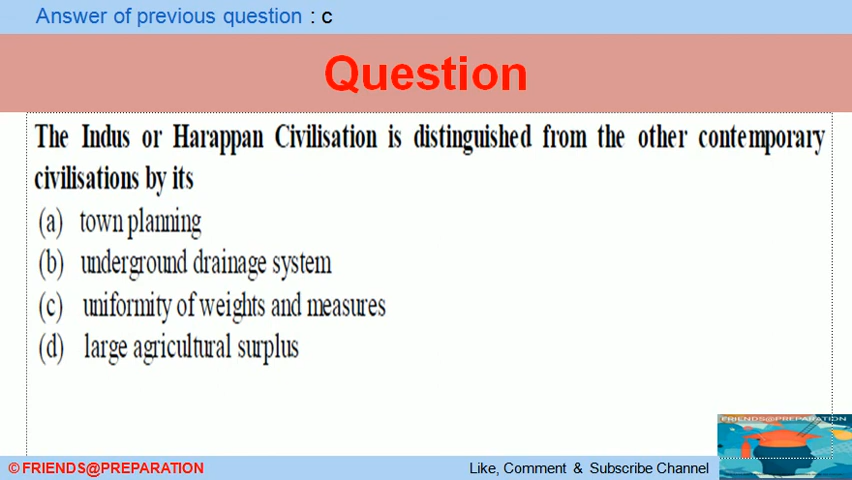 Answer of previous question : c
Question
The Indus or Harappan Civilisation is distinguished from the other contemporary
civilisations by its
(a) town planning
(b) underground drainage system
(c) uniformity of weights and measures
(d) large agricultural surplus
FRIENDS@PREPARATION
© FRIENDS@PREPARATION
Like, Comment & Subscribe Channel